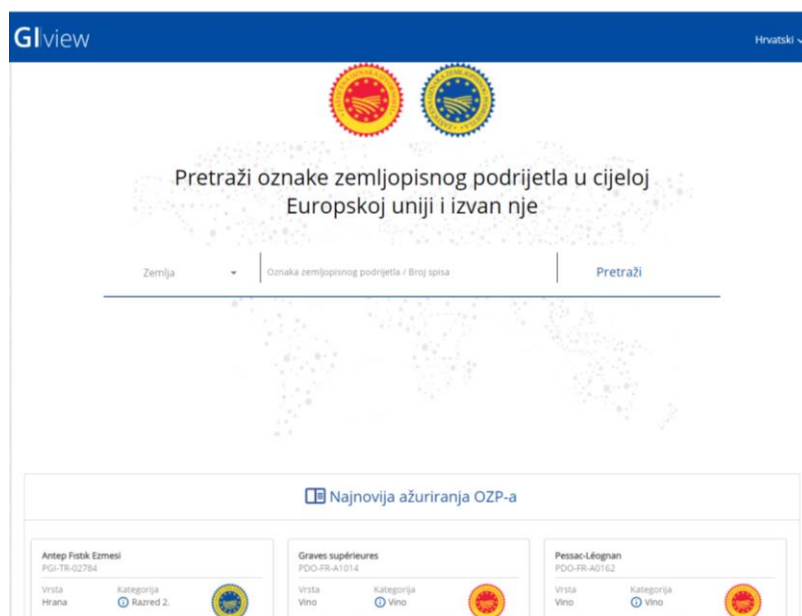 GIview
Hrvatski
Pretraži oznake zemljopisnog podrijetla u cijeloj
Europskoj uniji i izvan nje
Zemlja
Oznaka zemljopisnog podrijetla / Broj spisa
Pretraži
Najnovija ažuriranja OZP-a
Antep Fıstık Ezmesi
PGI-TR-02784
Vrsta
Kategorija
Hrana
Razred 2.
Graves supérieures
PDO-FR-A1014
Vrsta
Kategorija
Vino
Vino
Pessac-Léognan
PDO-FR-A0162
Vrsta
Kategorija
Vino
Vino